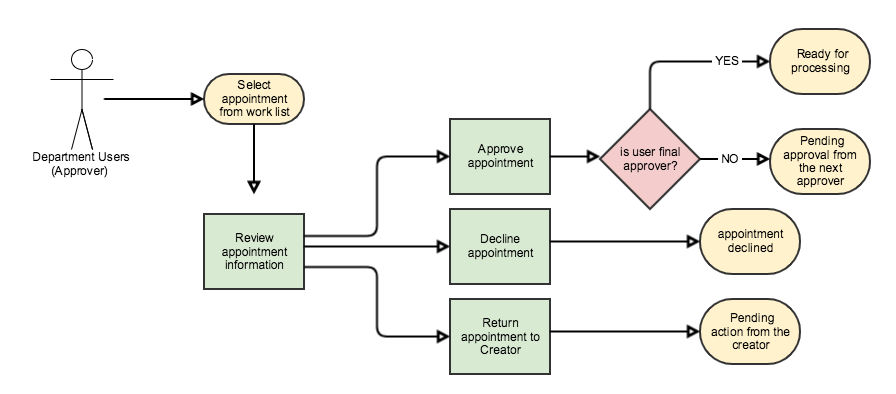 Department Users
(Approver)
Select
appointment
from work list
Review
appointment
information
Approve
appointment
is user final
approver?
YES
Ready for
processing
NO
Pending
approval from
the next
approver
Decline
appointment
appointment
declined
Return
appointment to
Creator
Pending
action from the
creator